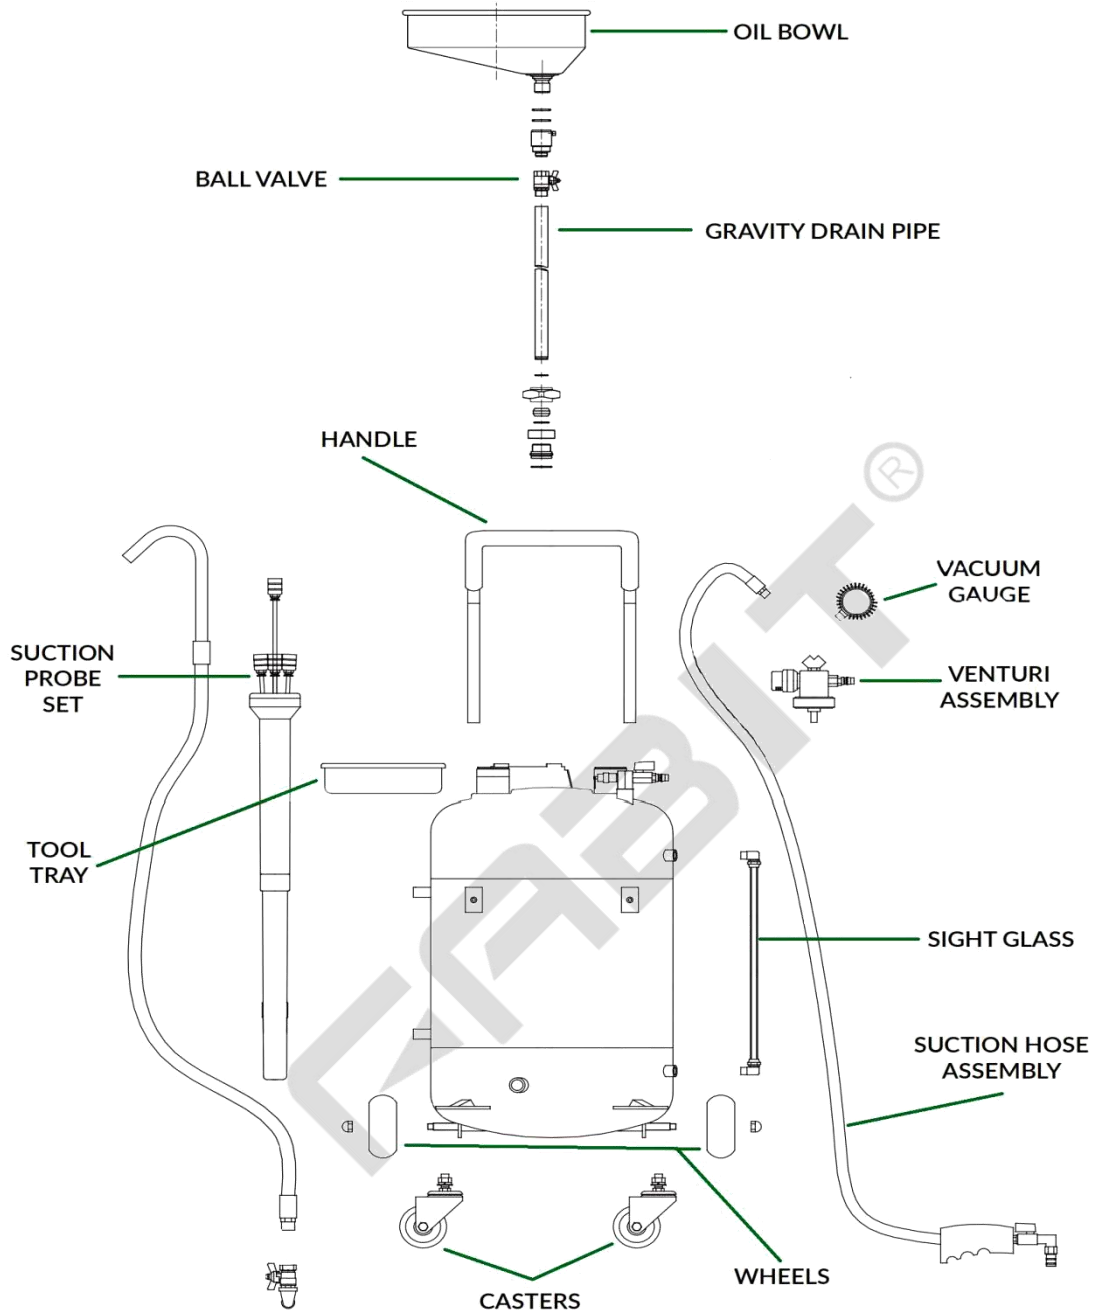 OIL BOWL
BALL VALVE
GRAVITY DRAIN PIPE
HANDLE
VACUUM
GAUGE
SUCTION
PROBE
SET
VENTURI
ASSEMBLY
TOOL
TRAY
SIGHT GLASS
SUCTION HOSE
ASSEMBLY
WHEELS
CASTERS
GABIT®